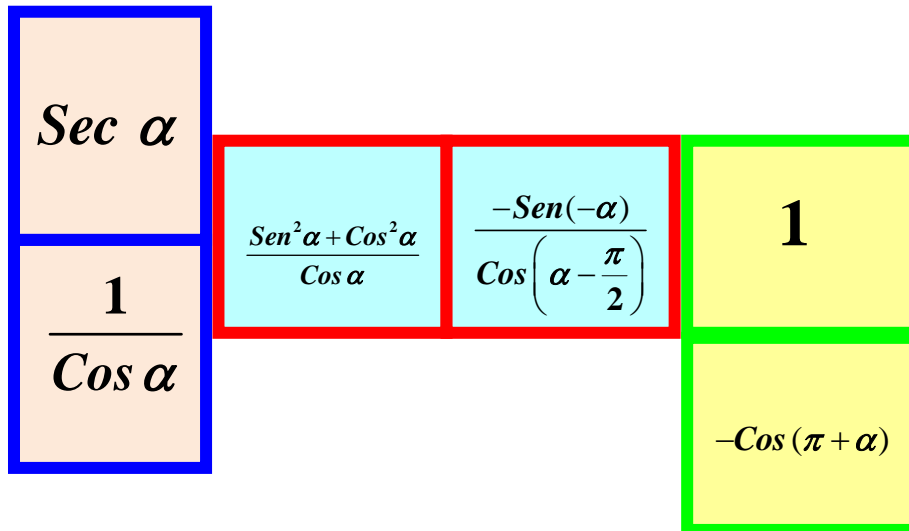 Sec α
1
Cos α
Sen²α + Cos²α
Cos α
−Sen(−α)
Cos(α − π/2)
1
−Cos (π + α)